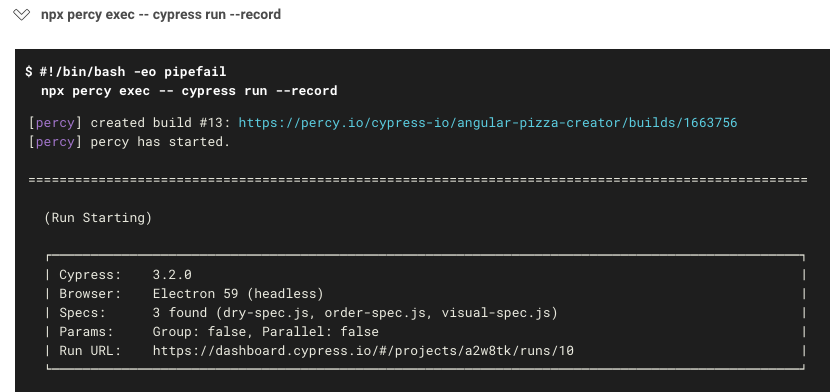 npx percy exec -- cypress run --record
$ #!/bin/bash -eo pipefail
npx percy exec -- cypress run --record
[percy] created build #13: https://percy.io/cypress-io/angular-pizza-creator/builds/1663756
[percy] percy has started.
====================================================================================================
(Run Starting)
| Cypress: 3.2.0 |
| Browser: Electron 59 (headless) |
| Specs: 3 found (dry-spec.js, order-spec.js, visual-spec.js) |
| Params: Group: false, Parallel: false |
| Run URL: https://dashboard.cypress.io/#/projects/a2w8tk/runs/10 |